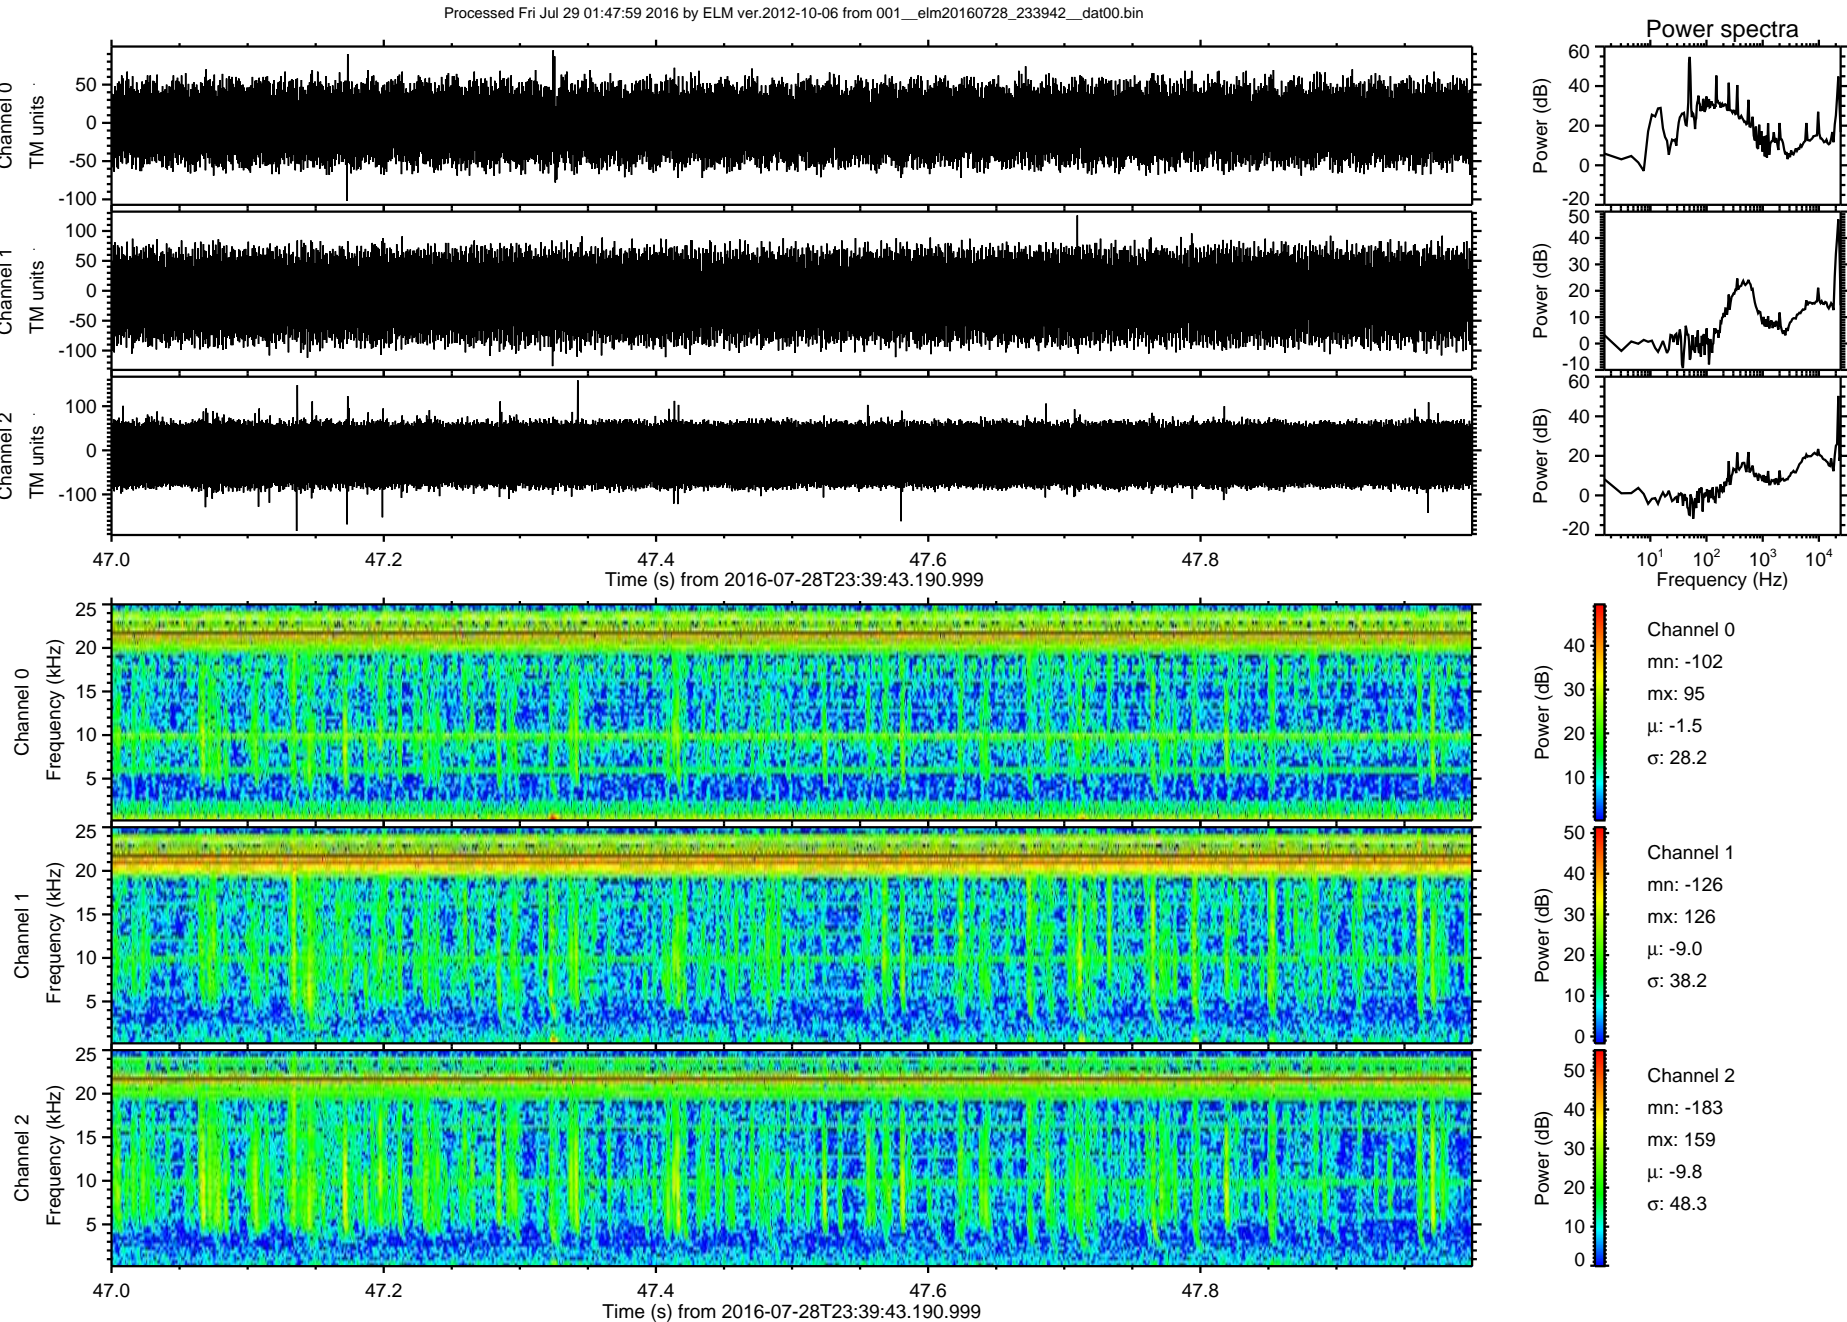 Processed Fri Jul 29 01:47:59 2016 by ELM ver.2012-10-06 from 001__elm20160728_233942__dat00.bin
Power spectra
Channel 0
TM units
50
0
-50
-100
Power (dB)
60
40
20
0
-20
Channel 1
TM units
100
50
0
-50
-100
Power (dB)
50
40
30
20
10
0
-10
Channel 2
TM units
100
0
-100
Power (dB)
60
40
20
0
-20
47.0 47.2 47.4 47.6 47.8
Time (s) from 2016-07-28T23:39:43.190.999
10¹ 10² 10³ 10⁴
Frequency (Hz)
Channel 0
Frequency (kHz)
25
20
15
10
5
Power (dB)
40
30
20
10
Channel 0
mn: -102
mx: 95
μ: -1.5
σ: 28.2
Channel 1
Frequency (kHz)
25
20
15
10
5
Power (dB)
50
40
30
20
10
0
Channel 1
mn: -126
mx: 126
μ: -9.0
σ: 38.2
Channel 2
Frequency (kHz)
25
20
15
10
5
Power (dB)
50
40
30
20
10
0
Channel 2
mn: -183
mx: 159
μ: -9.8
σ: 48.3
47.0 47.2 47.4 47.6 47.8
Time (s) from 2016-07-28T23:39:43.190.999